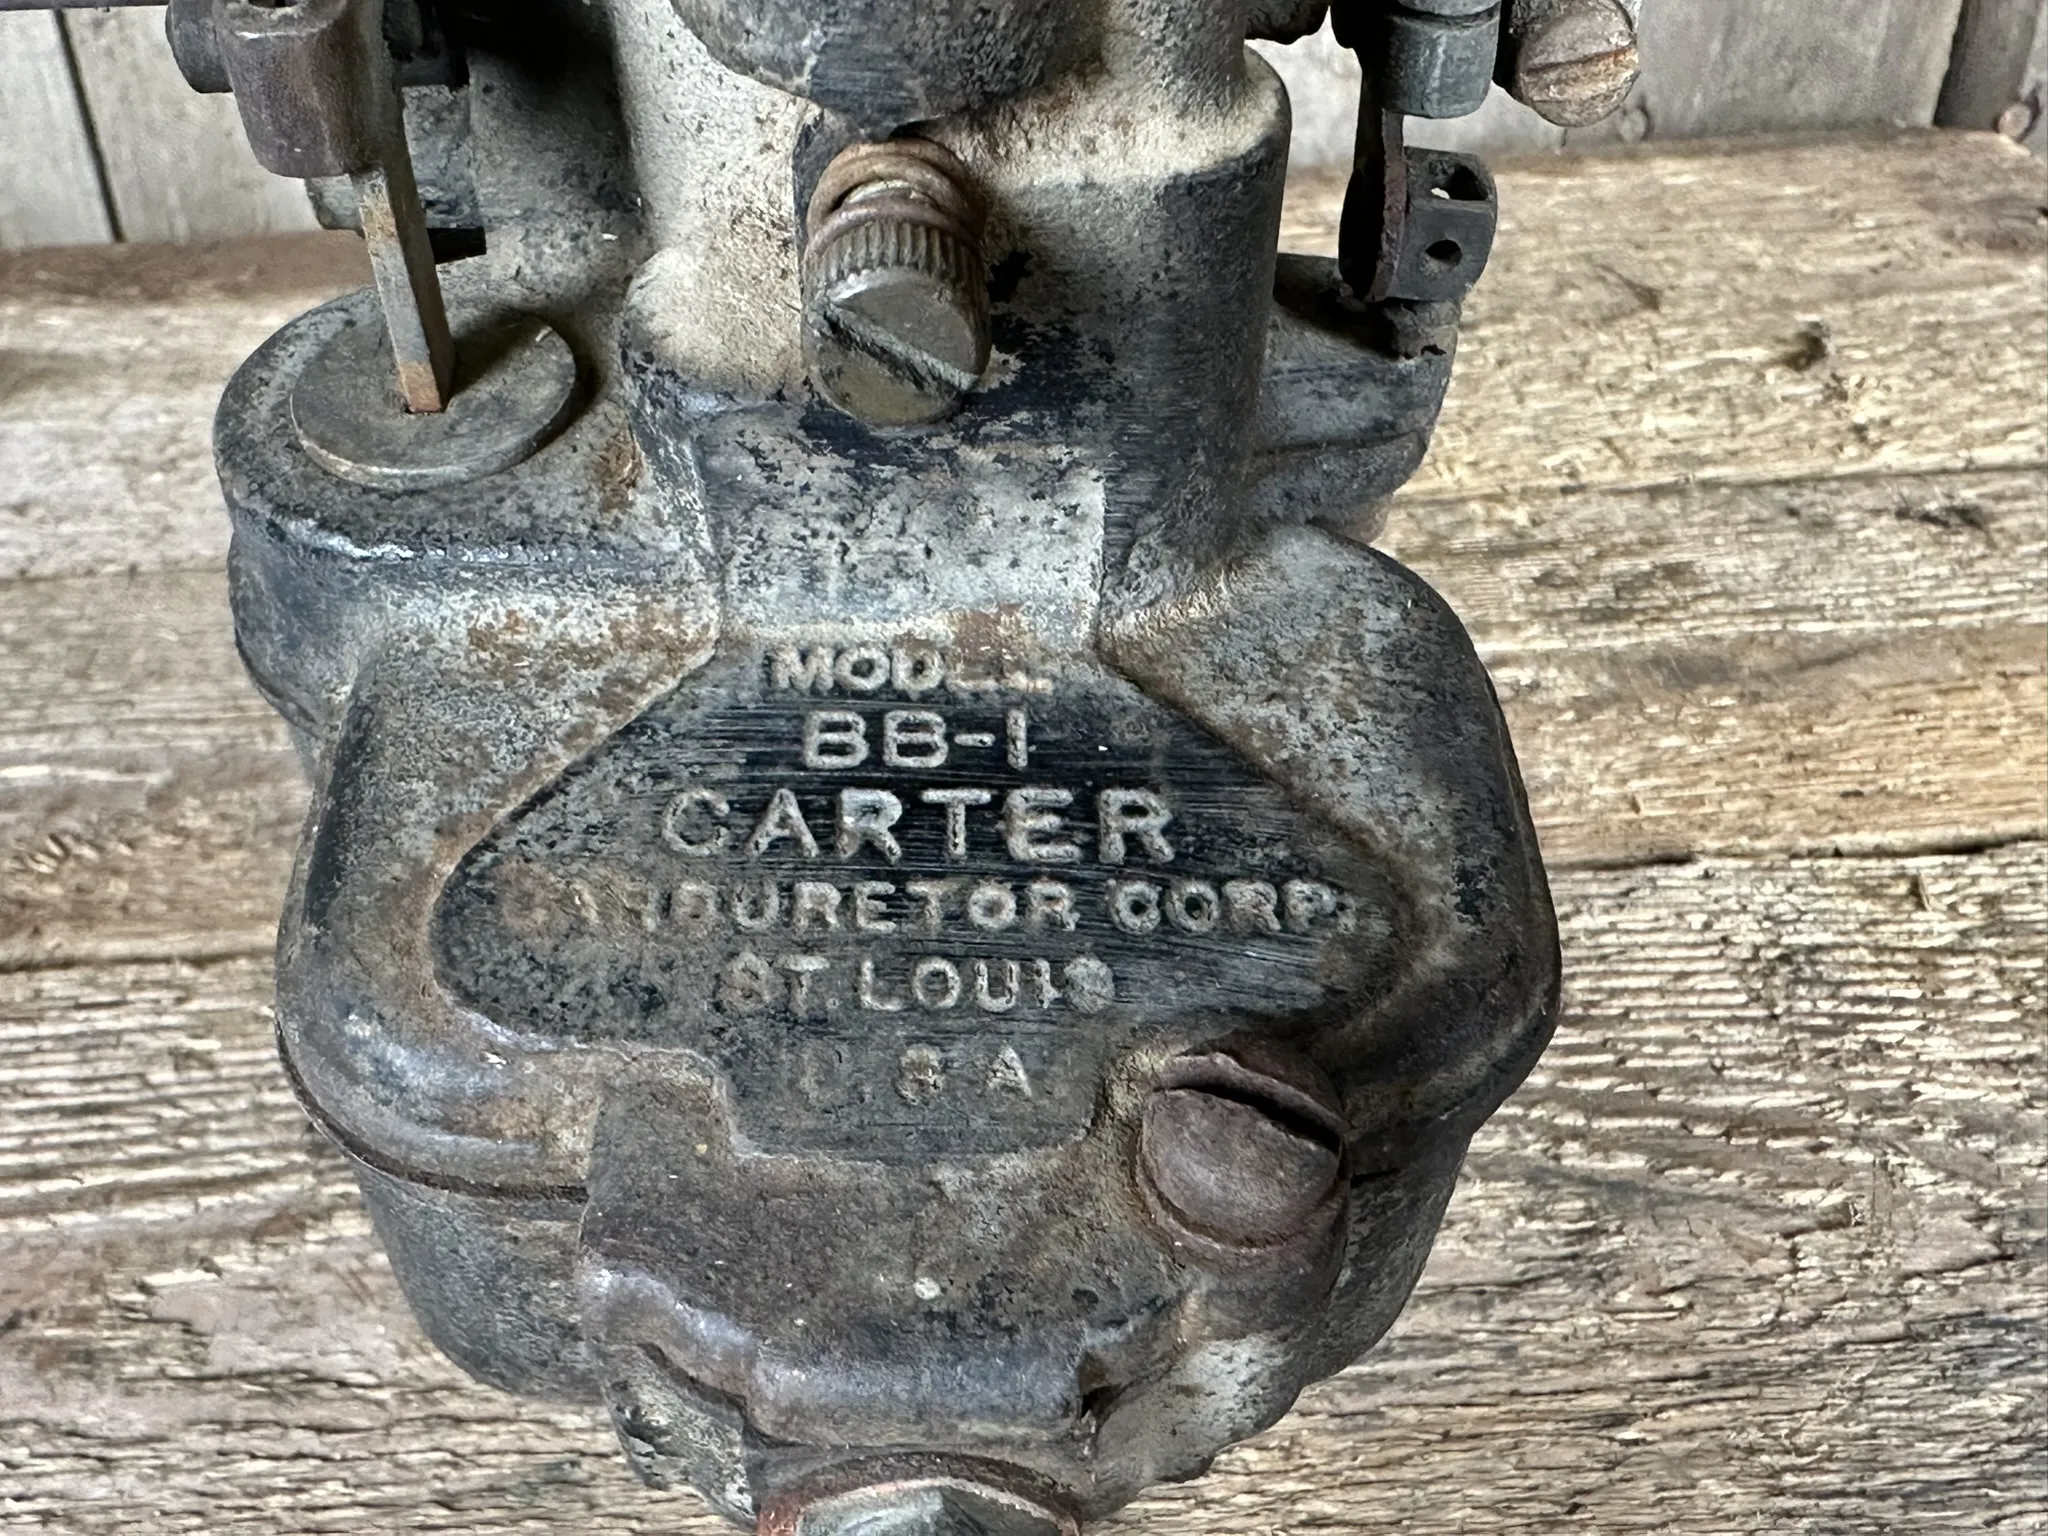 MODEL
BB-1
CARTER
CARBURETOR CORP.
ST. LOUIS
U.S.A